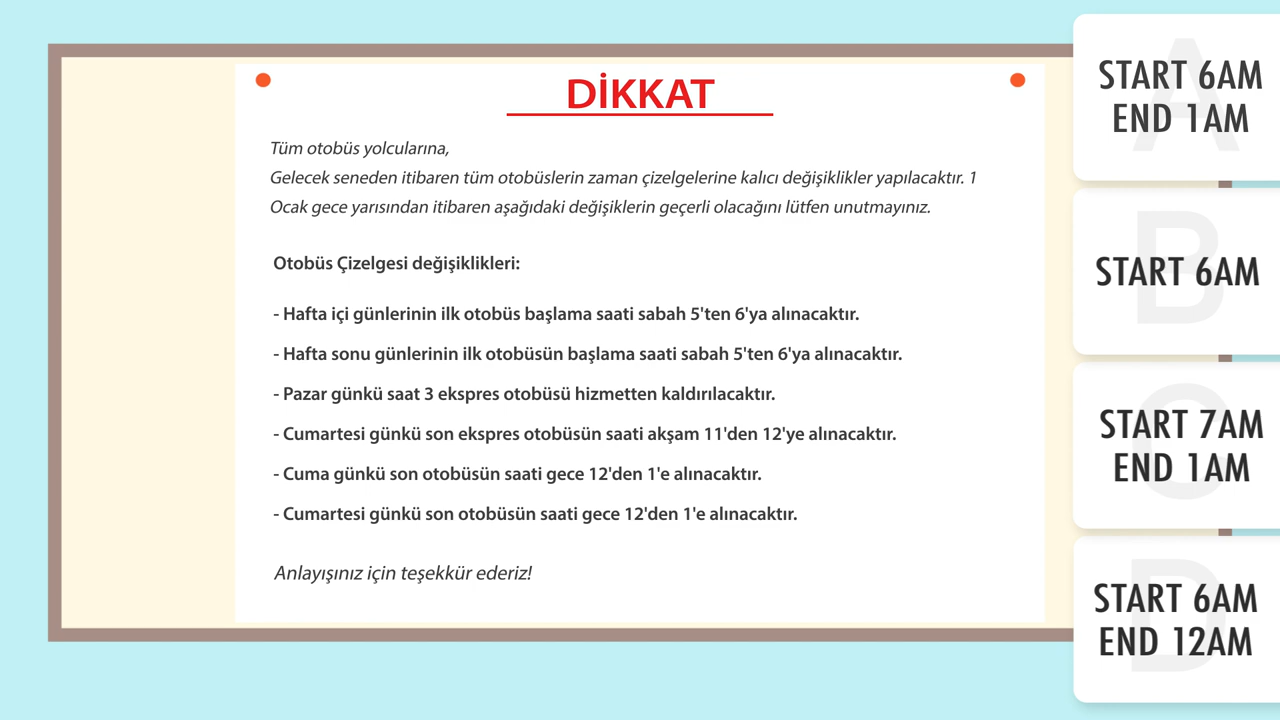 DİKKAT
Tüm otobüs yolcularına,
Gelecek seneden itibaren tüm otobüslerin zaman çizelgelerine kalıcı değişiklikler yapılacaktır. 1
Ocak gece yarısından itibaren aşağıdaki değişiklerin geçerli olacağını lütfen unutmayınız.
Otobüs Çizelgesi değişiklikleri:
- Hafta içi günlerinin ilk otobüs başlama saati sabah 5'ten 6'ya alınacaktır.
- Hafta sonu günlerinin ilk otobüsün başlama saati sabah 5'ten 6'ya alınacaktır.
- Pazar günkü saat 3 ekspres otobüsü hizmetten kaldırılacaktır.
- Cumartesi günkü son ekspres otobüsün saati akşam 11'den 12'ye alınacaktır.
- Cuma günkü son otobüsün saati gece 12'den 1'e alınacaktır.
- Cumartesi günkü son otobüsün saati gece 12'den 1'e alınacaktır.
Anlayışınız için teşekkür ederiz!
A
START 6AM
END 1AM
B
START 6AM
C
START 7AM
END 1AM
D
START 6AM
END 12AM